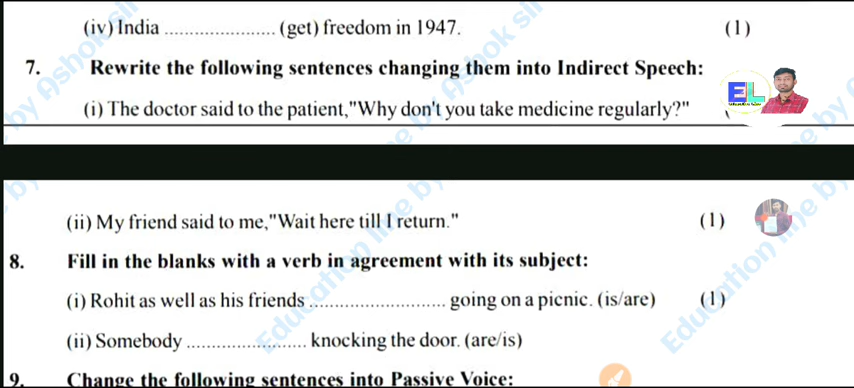 (iv) India ...................... (get) freedom in 1947. (1)
7. Rewrite the following sentences changing them into Indirect Speech:
(i) The doctor said to the patient,"Why don't you take medicine regularly?"
EL
(ii) My friend said to me,"Wait here till I return." (1)
8. Fill in the blanks with a verb in agreement with its subject:
(i) Rohit as well as his friends ........................... going on a picnic. (is/are) (1)
(ii) Somebody ........................ knocking the door. (are/is)
9. Change the following sentences into Passive Voice: